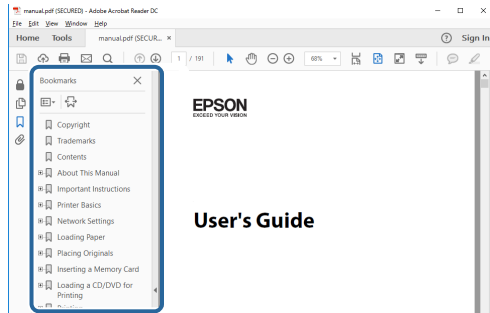 manual.pdf (SECURED) - Adobe Acrobat Reader DC
File Edit View Window Help
Home Tools manual.pdf (SECUR... × ? Sign In
1 / 191 68%
Bookmarks
Copyright
Trademarks
Contents
About This Manual
Important Instructions
Printer Basics
Network Settings
Loading Paper
Placing Originals
Inserting a Memory Card
Loading a CD/DVD for
Printing
EPSON
EXCEED YOUR VISION
User's Guide